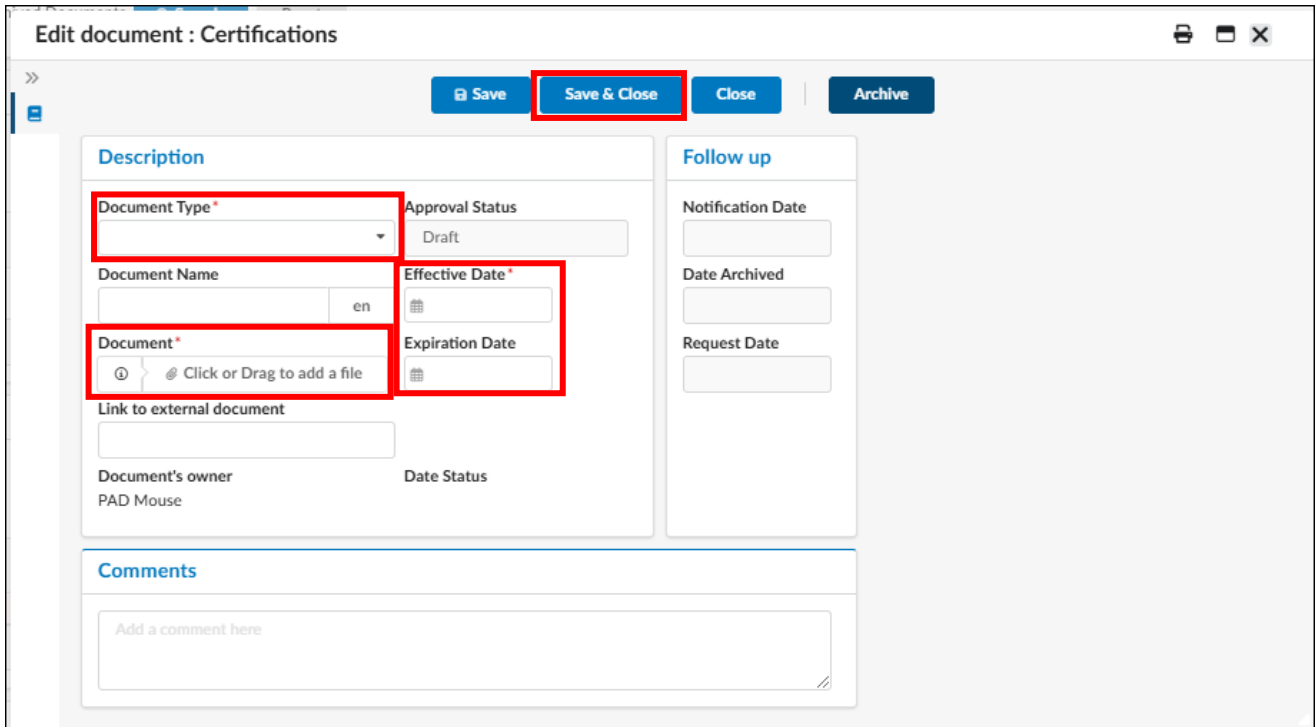 Edit document : Certifications
Save
Save & Close
Close
Archive
Description
Document Type*
Approval Status
Draft
Document Name
en
Effective Date*
Document*
Click or Drag to add a file
Expiration Date
Link to external document
Document's owner
PAD Mouse
Date Status
Follow up
Notification Date
Date Archived
Request Date
Comments
Add a comment here